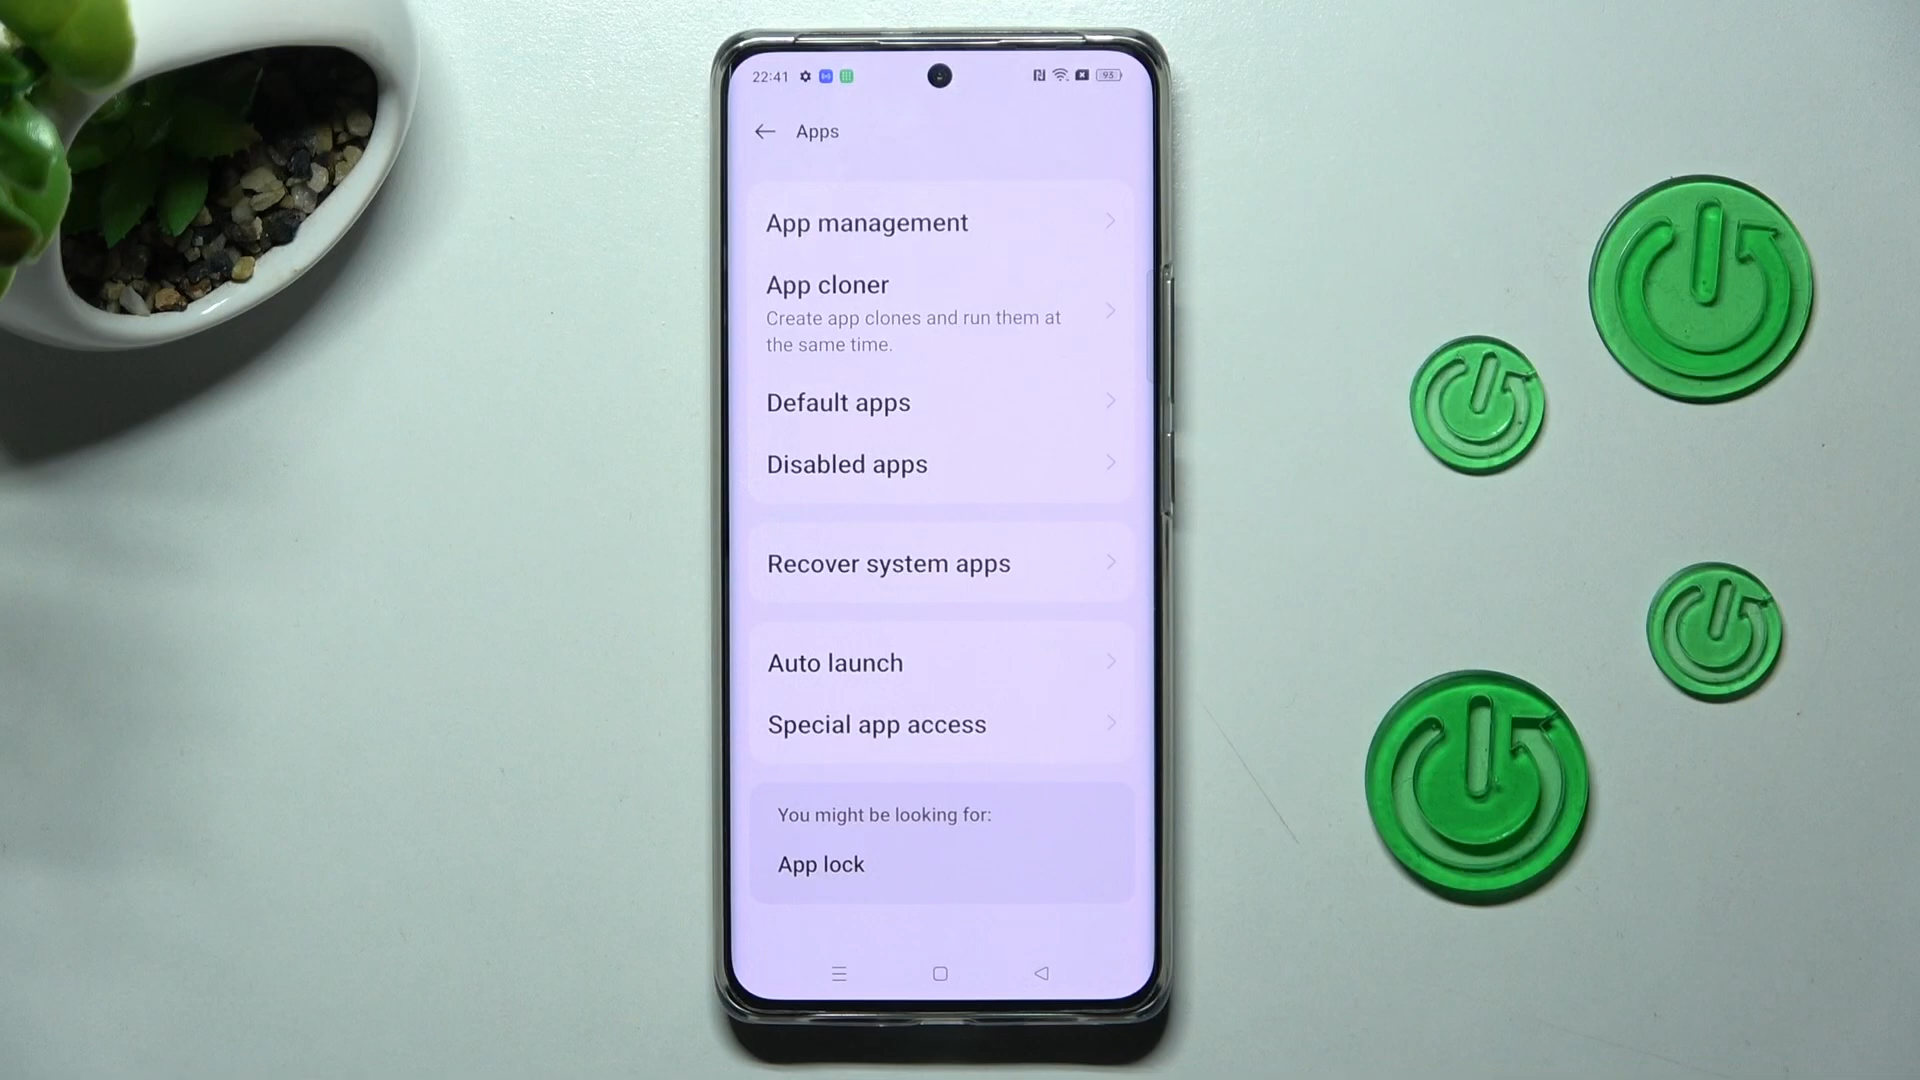 22:41
93
Apps
App management
App cloner
Create app clones and run them at
the same time.
Default apps
Disabled apps
Recover system apps
Auto launch
Special app access
You might be looking for:
App lock